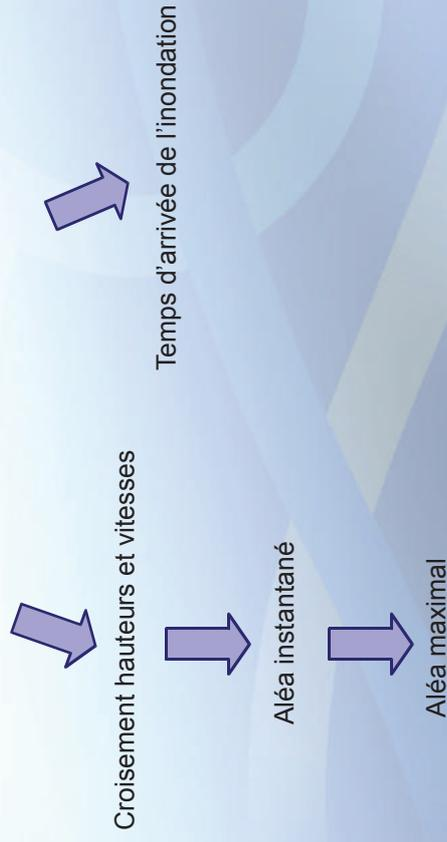 Croisement hauteurs et vitesses
Temps d'arrivée de l'inondation
Aléa instantané
Aléa maximal